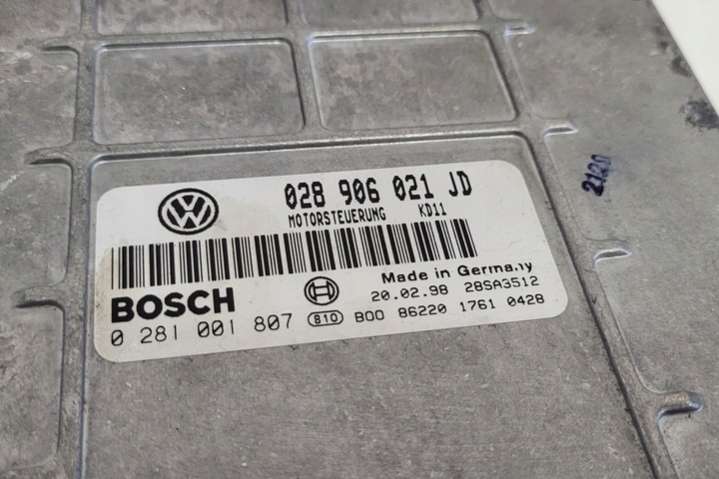 028 906 021 JD
MOTORSTEUERUNG KD11
Made in Germany
BOSCH
20.02.98 28SA3512
0 281 001 807
810 B00 86220 1761 0428
2120